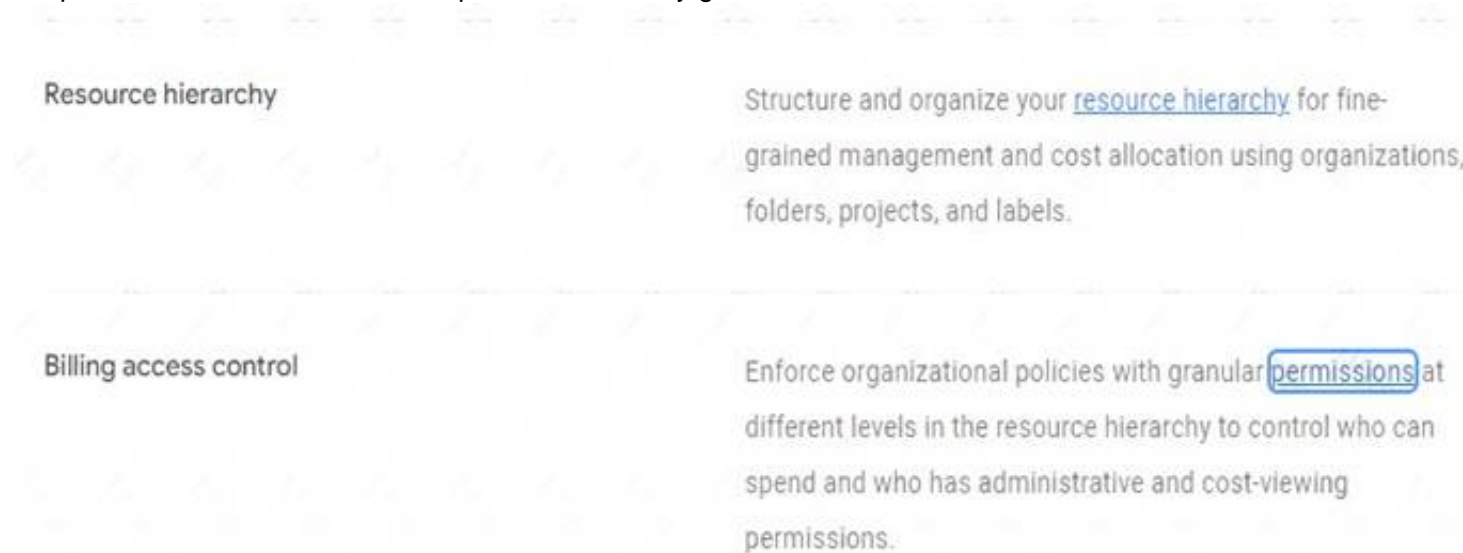 Resource hierarchy
Structure and organize your resource hierarchy for fine-
grained management and cost allocation using organizations,
folders, projects, and labels.
Billing access control
Enforce organizational policies with granular permissions at
different levels in the resource hierarchy to control who can
spend and who has administrative and cost-viewing
permissions.